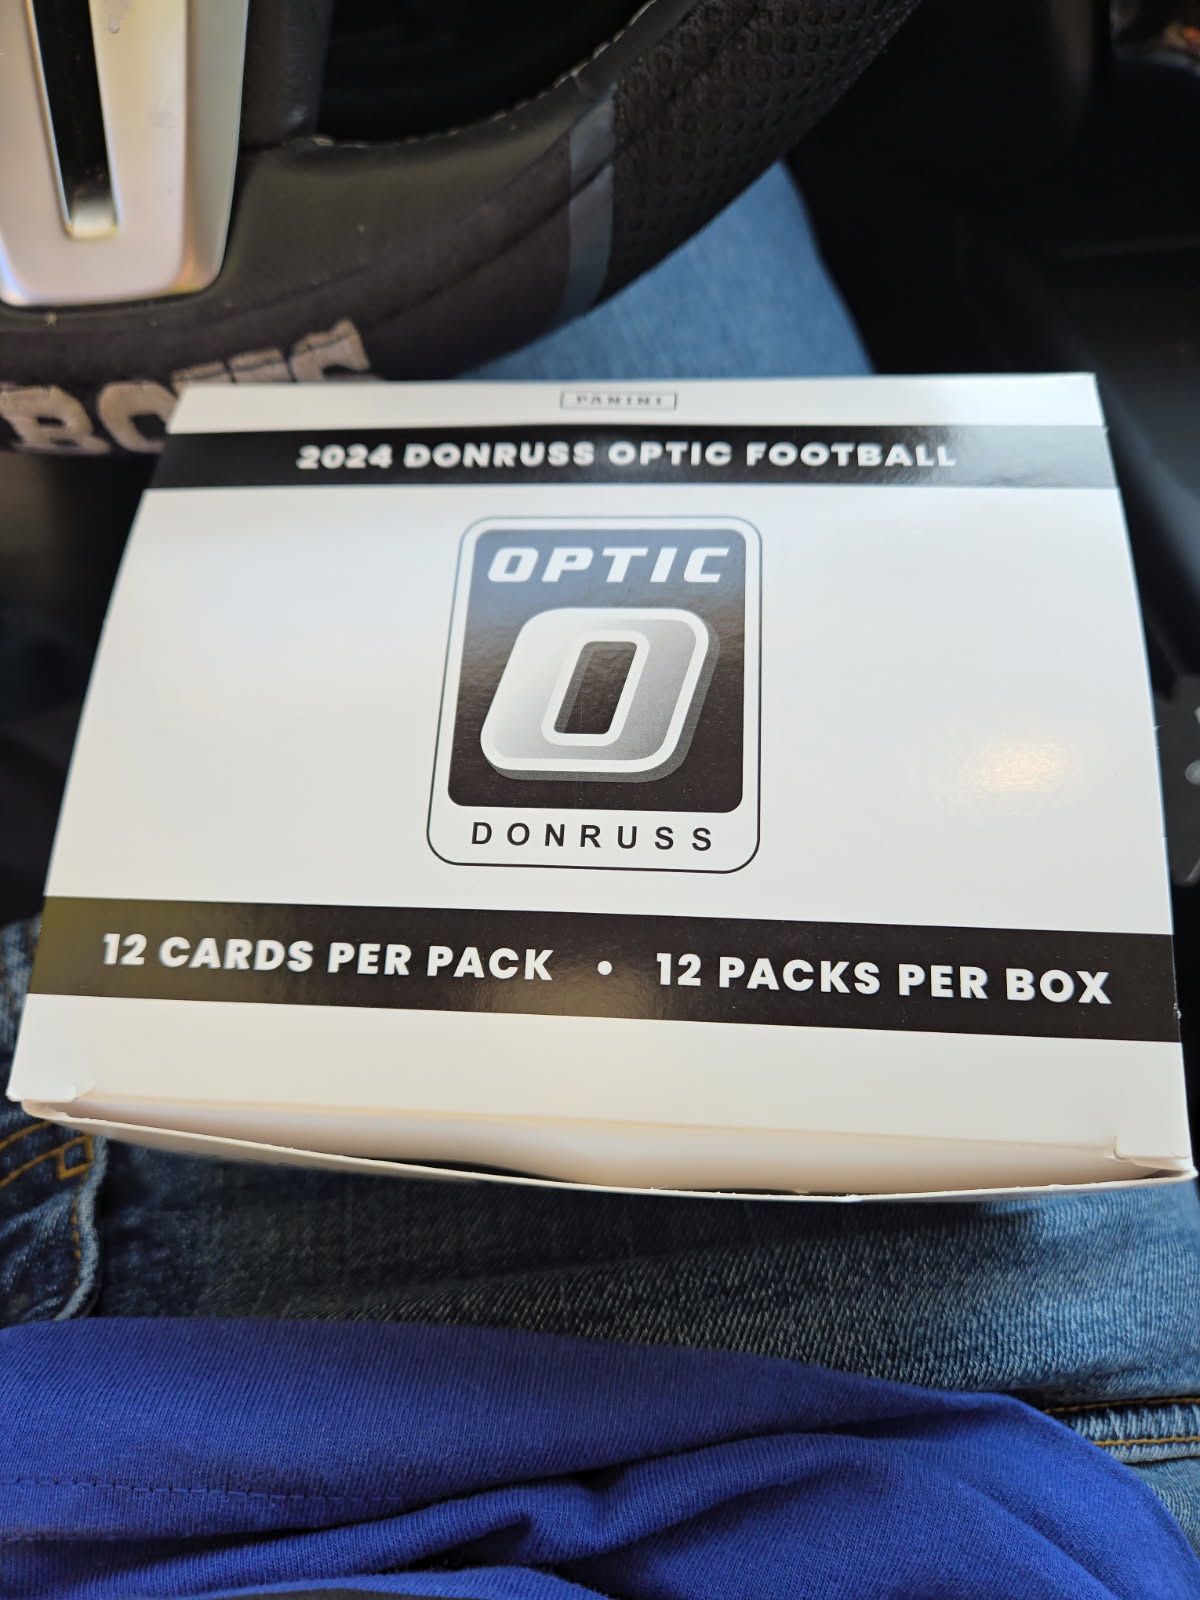 PANINI
2024 DONRUSS OPTIC FOOTBALL
OPTIC
O
DONRUSS
12 CARDS PER PACK • 12 PACKS PER BOX